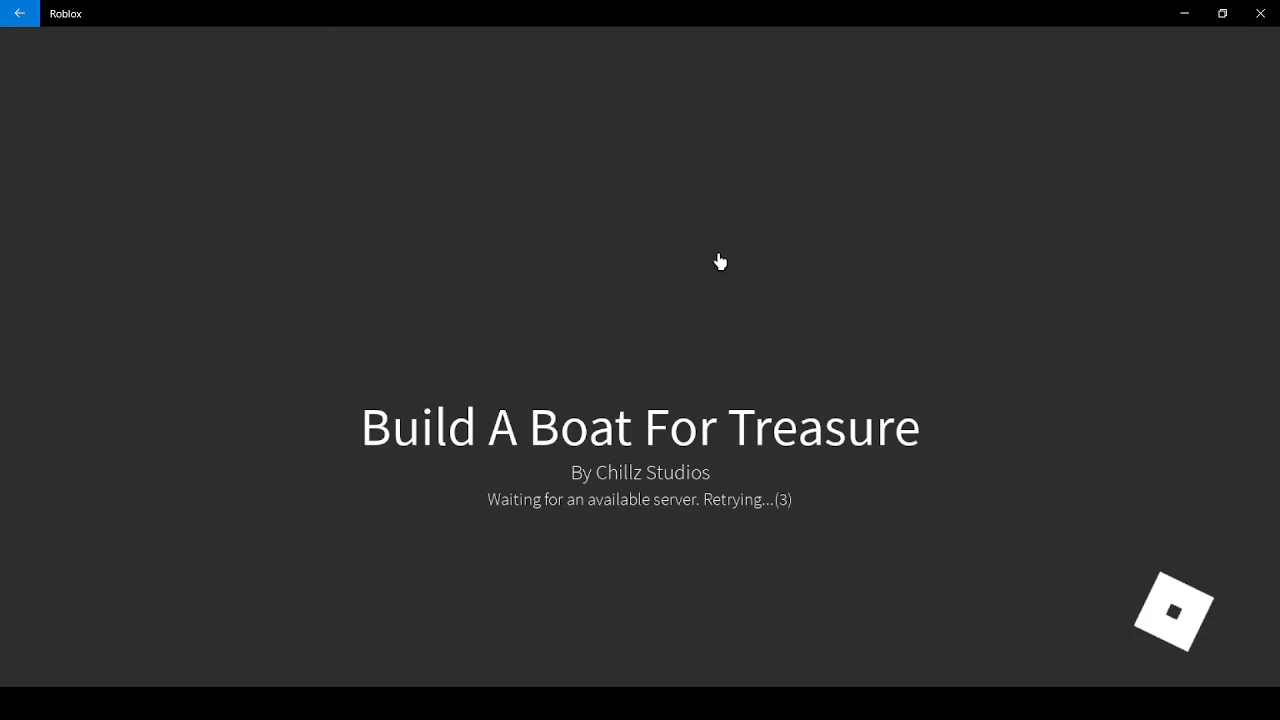 Roblox
Build A Boat For Treasure
By Chillz Studios
Waiting for an available server. Retrying...(3)